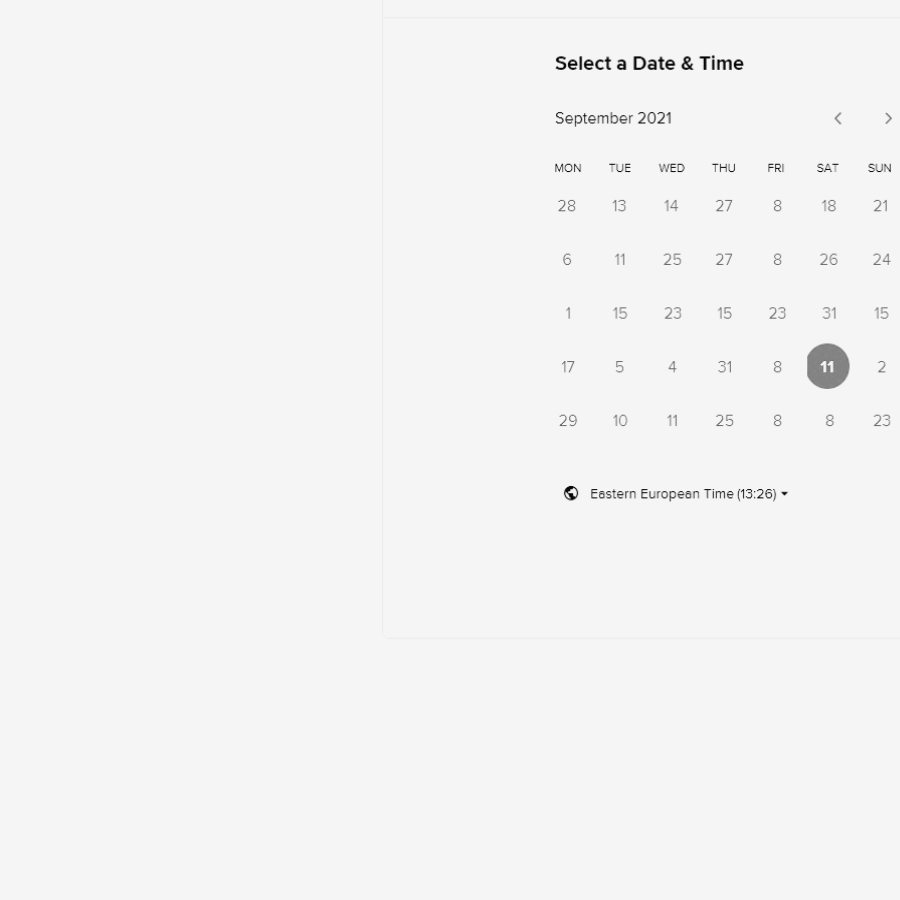 Select a Date & Time
September 2021
MON TUE WED THU FRI SAT SUN
28 13 14 27 8 18 21
6 11 25 27 8 26 24
1 15 23 15 23 31 15
17 5 4 31 8 11 2
29 10 11 25 8 8 23
Eastern European Time (13:26)